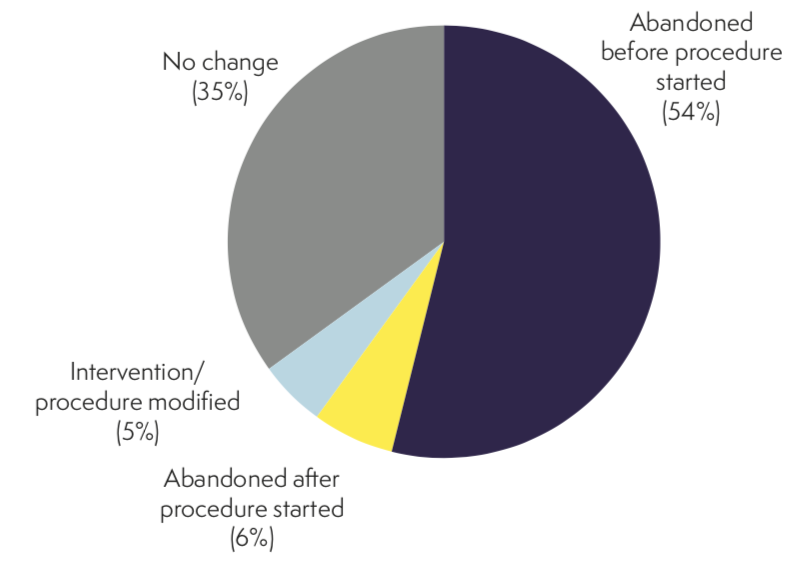 Abandoned
before procedure
started
(54%)
No change
(35%)
Intervention/
procedure modified
(5%)
Abandoned after
procedure started
(6%)